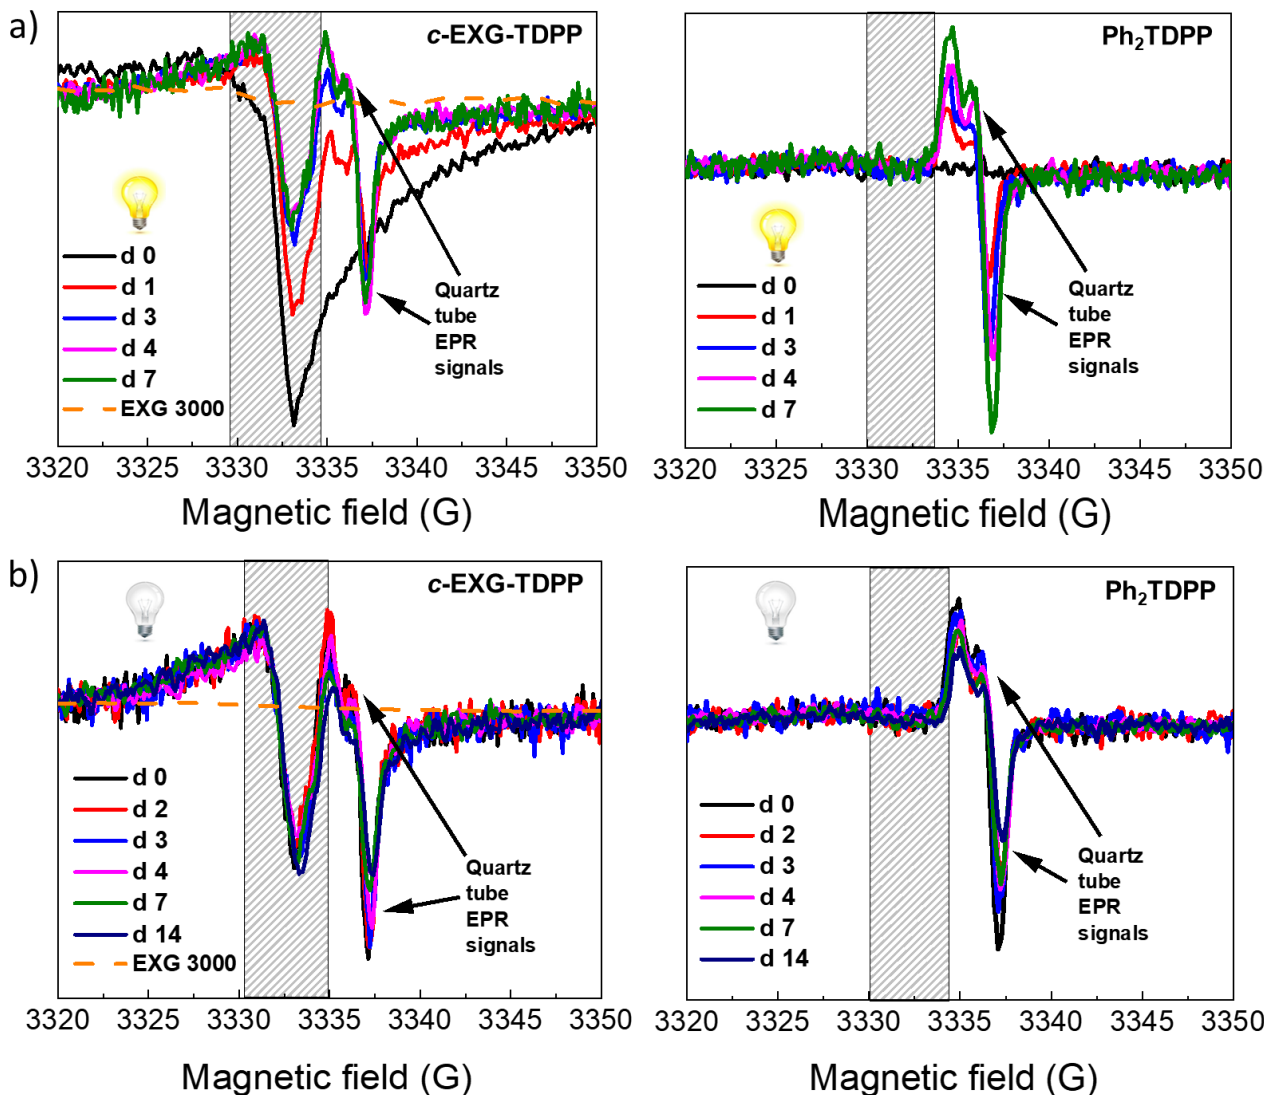 a)
c-EXG-TDPP
d 0
d 1
d 3
d 4
d 7
EXG 3000
Quartz
tube
EPR
signals
3320 3325 3330 3335 3340 3345 3350
Magnetic field (G)
Ph₂TDPP
d 0
d 1
d 3
d 4
d 7
Quartz
tube
EPR
signals
3320 3325 3330 3335 3340 3345 3350
Magnetic field (G)
b)
c-EXG-TDPP
d 0
d 2
d 3
d 4
d 7
d 14
EXG 3000
Quartz
tube
EPR
signals
3320 3325 3330 3335 3340 3345 3350
Magnetic field (G)
Ph₂TDPP
d 0
d 2
d 3
d 4
d 7
d 14
Quartz
tube
EPR
signals
3320 3325 3330 3335 3340 3345 3350
Magnetic field (G)